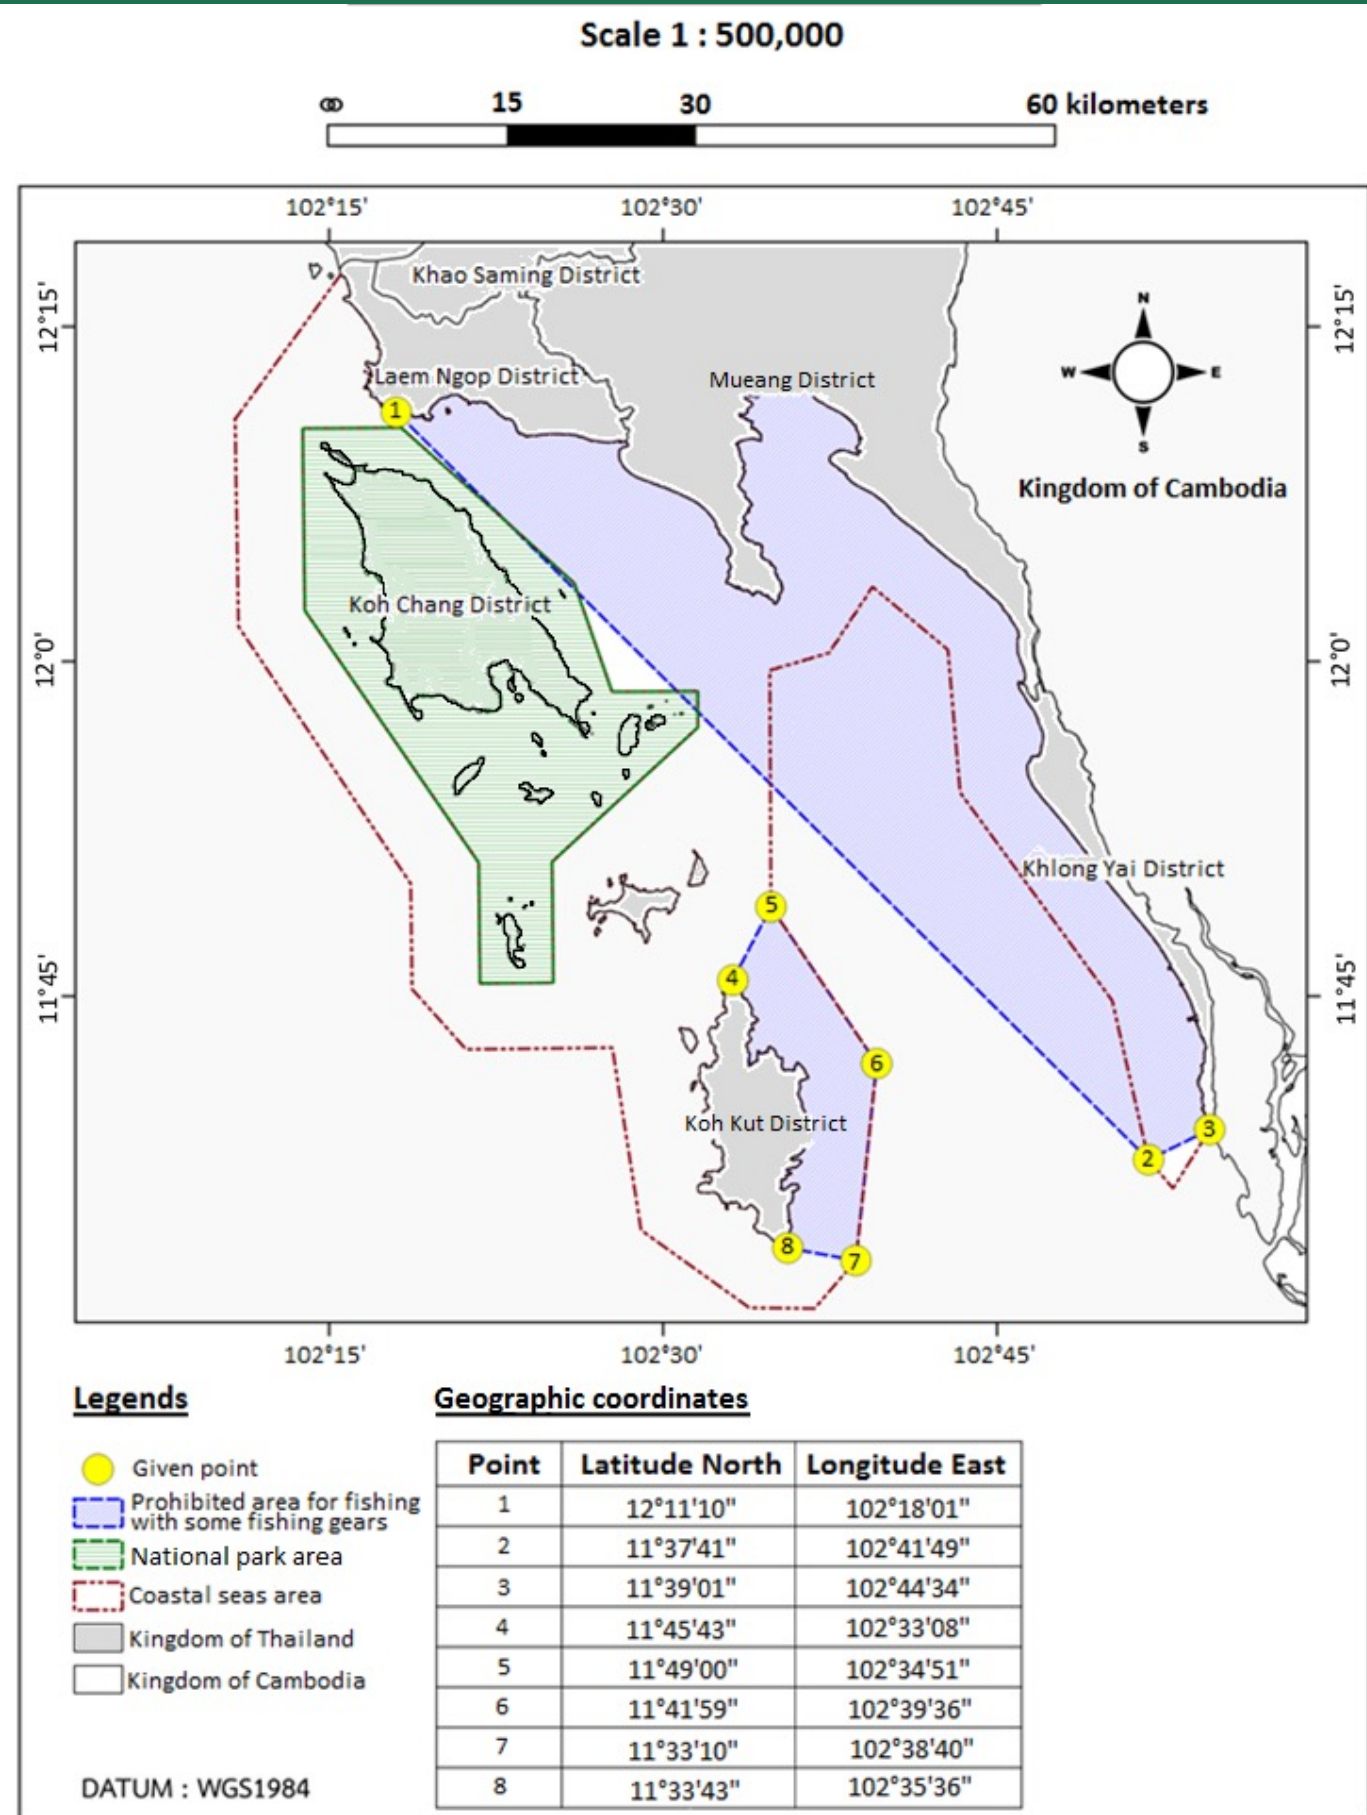 Scale 1 : 500,000
0 15 30 60 kilometers
102°15' 102°30' 102°45'
Khao Saming District
12°15' 12°15'
N
W E
S
Laem Ngop District
Mueang District
1
Kingdom of Cambodia
Koh Chang District
12°0' 12°0'
Khlong Yai District
5
4
11°45' 11°45'
6
Koh Kut District
3
2
8
7
102°15' 102°30' 102°45'
Legends
Given point
Prohibited area for fishing
with some fishing gears
National park area
Coastal seas area
Kingdom of Thailand
Kingdom of Cambodia
DATUM : WGS1984
Geographic coordinates
Point Latitude North Longitude East
1 12°11'10" 102°18'01"
2 11°37'41" 102°41'49"
3 11°39'01" 102°44'34"
4 11°45'43" 102°33'08"
5 11°49'00" 102°34'51"
6 11°41'59" 102°39'36"
7 11°33'10" 102°38'40"
8 11°33'43" 102°35'36"